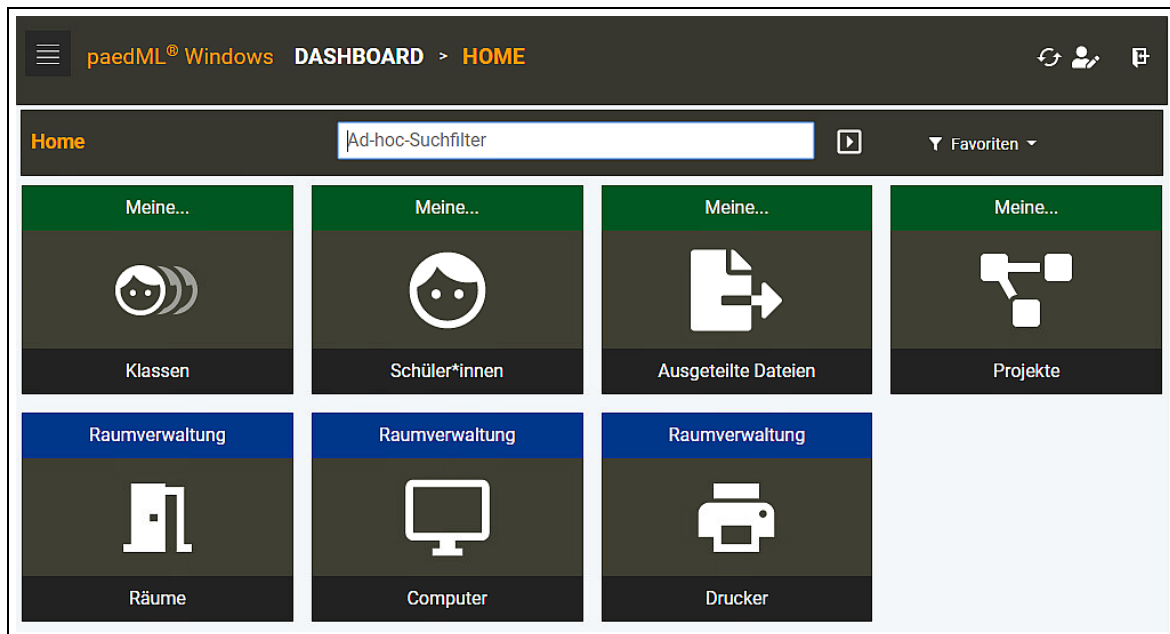 paedML® Windows DASHBOARD > HOME
Home Ad-hoc-Suchfilter Favoriten
Meine... Meine... Meine... Meine...
Klassen Schüler*innen Ausgeteilte Dateien Projekte
Raumverwaltung Raumverwaltung Raumverwaltung
Räume Computer Drucker